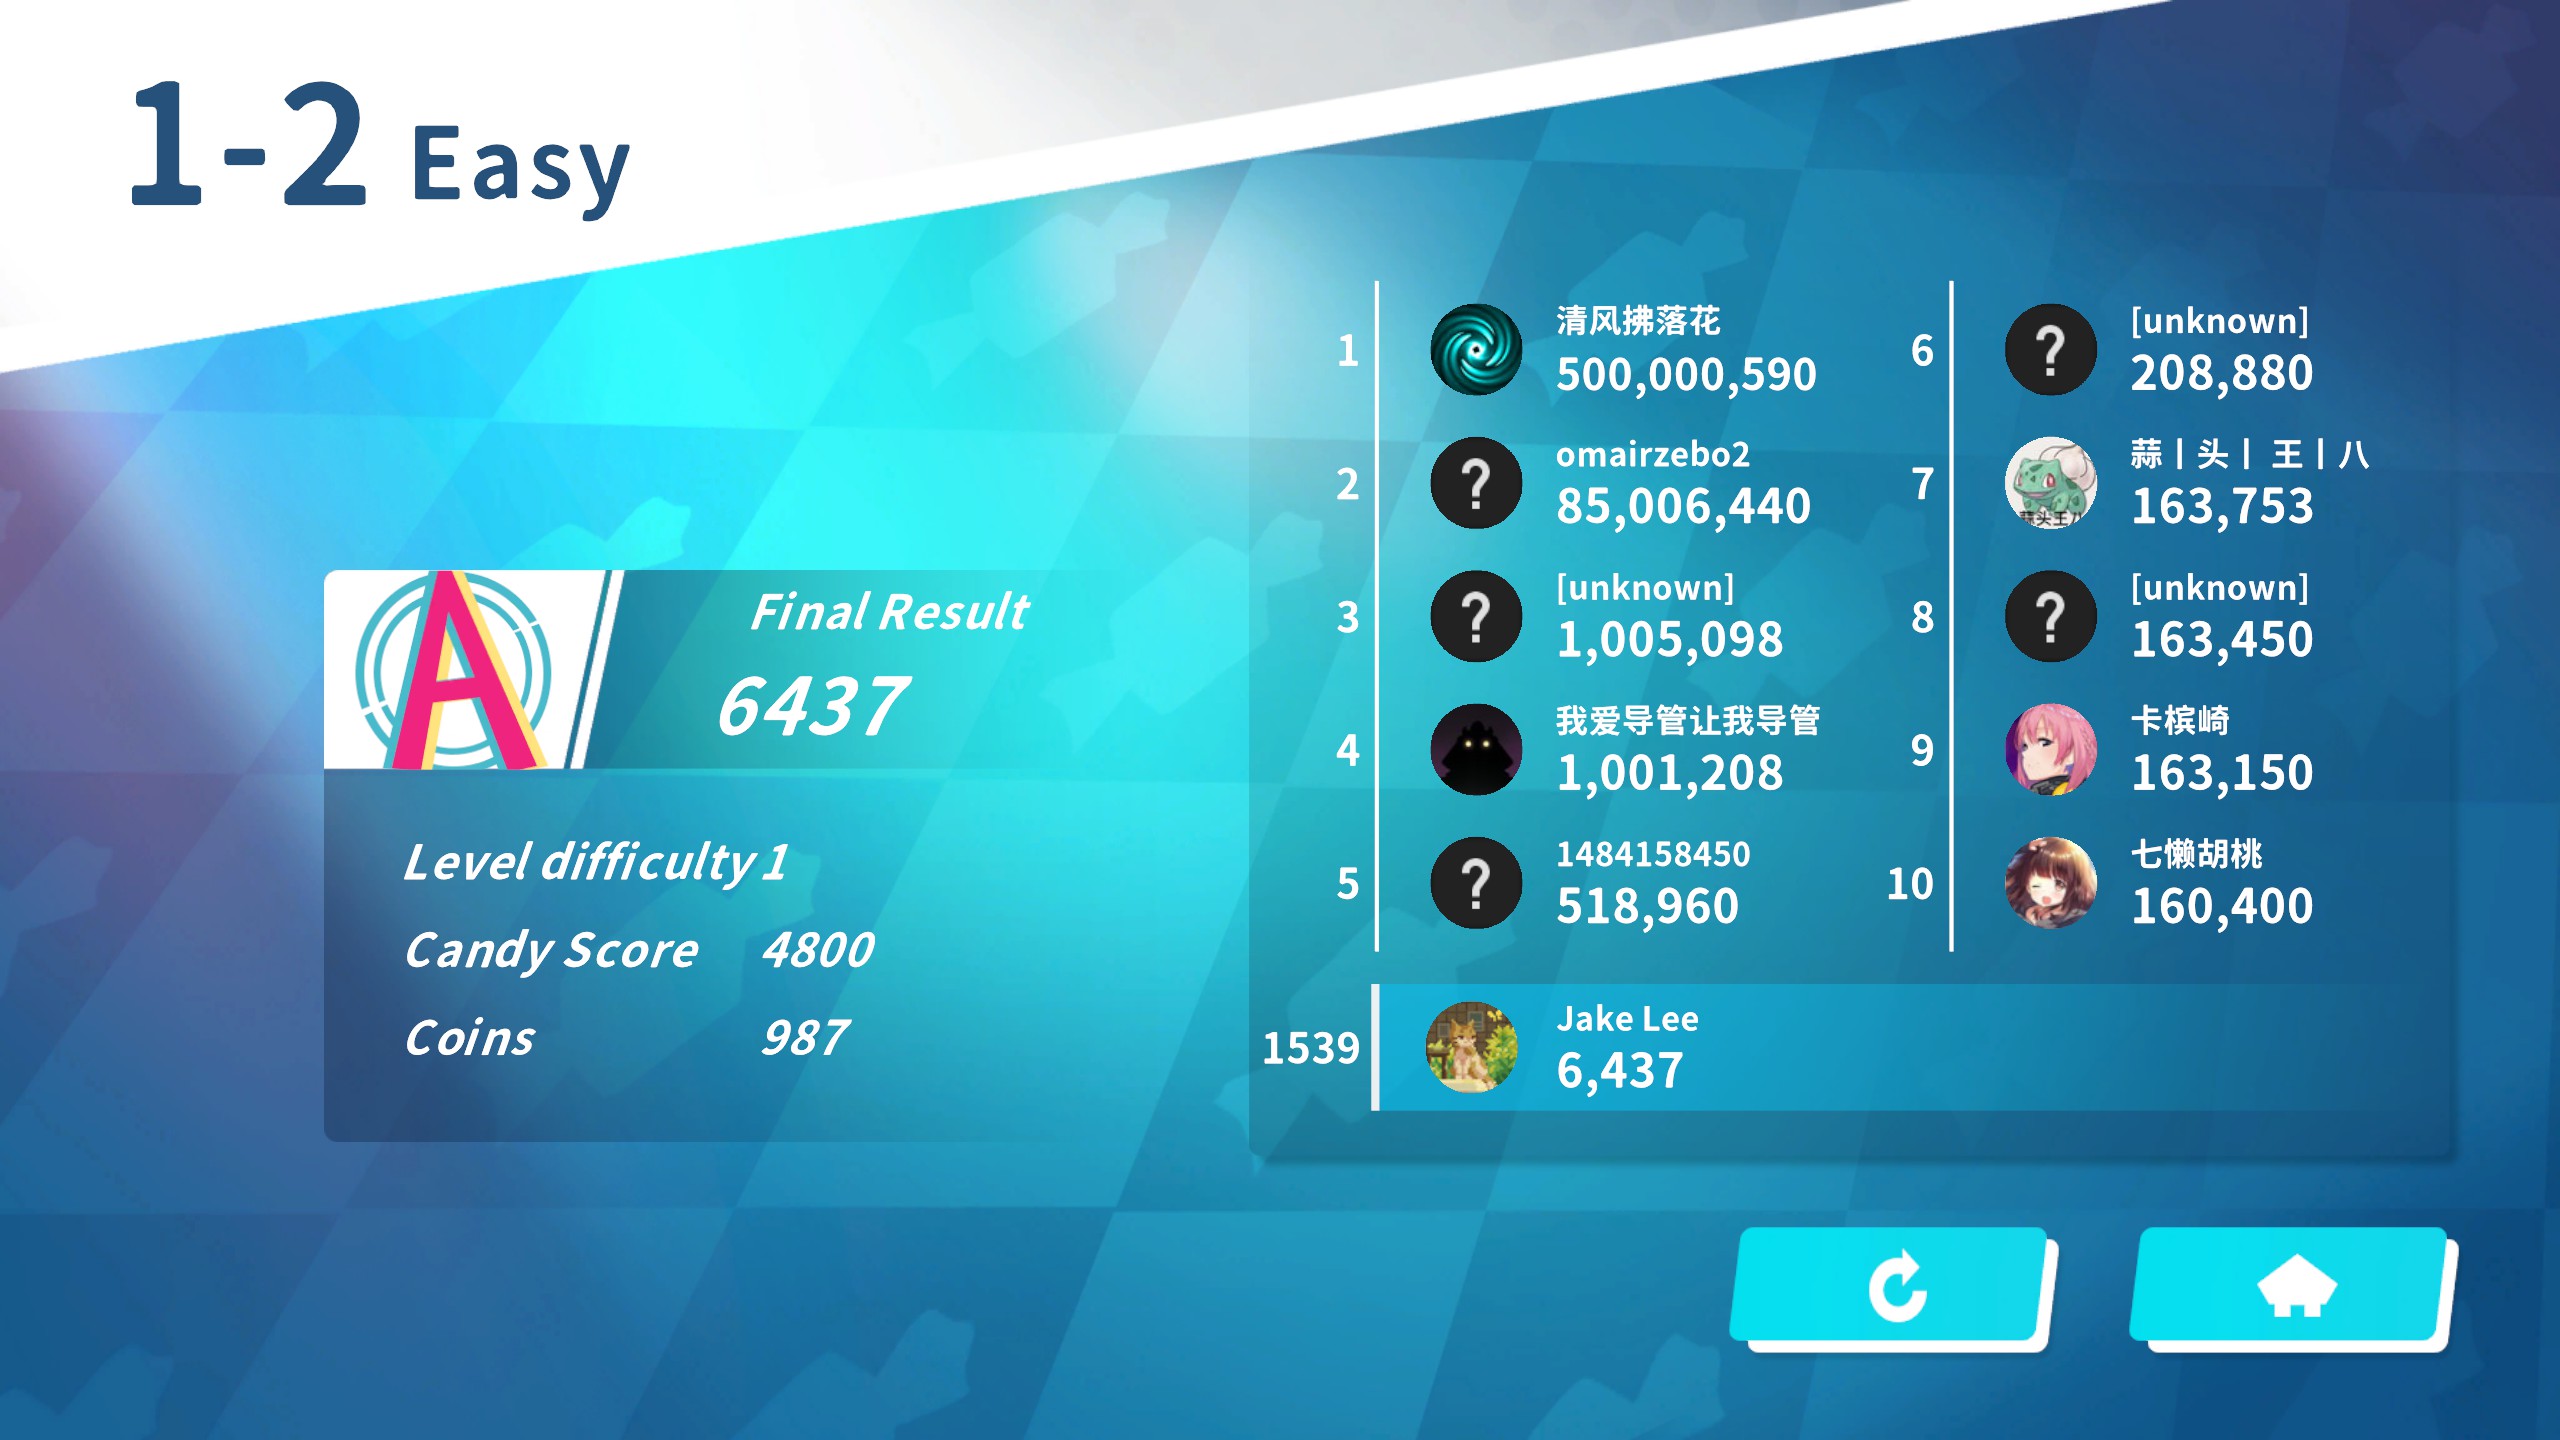 1-2 Easy
A
Final Result
6437
Level difficulty 1
Candy Score 4800
Coins 987
1
清风拂落花
500,000,590
2
omairzebo2
85,006,440
3
[unknown]
1,005,098
4
我爱导管让我导管
1,001,208
5
1484158450
518,960
6
[unknown]
208,880
7
蒜丨头丨 王丨八
163,753
蒜头王八
8
[unknown]
163,450
9
卡槟崎
163,150
10
七懒胡桃
160,400
1539
Jake Lee
6,437